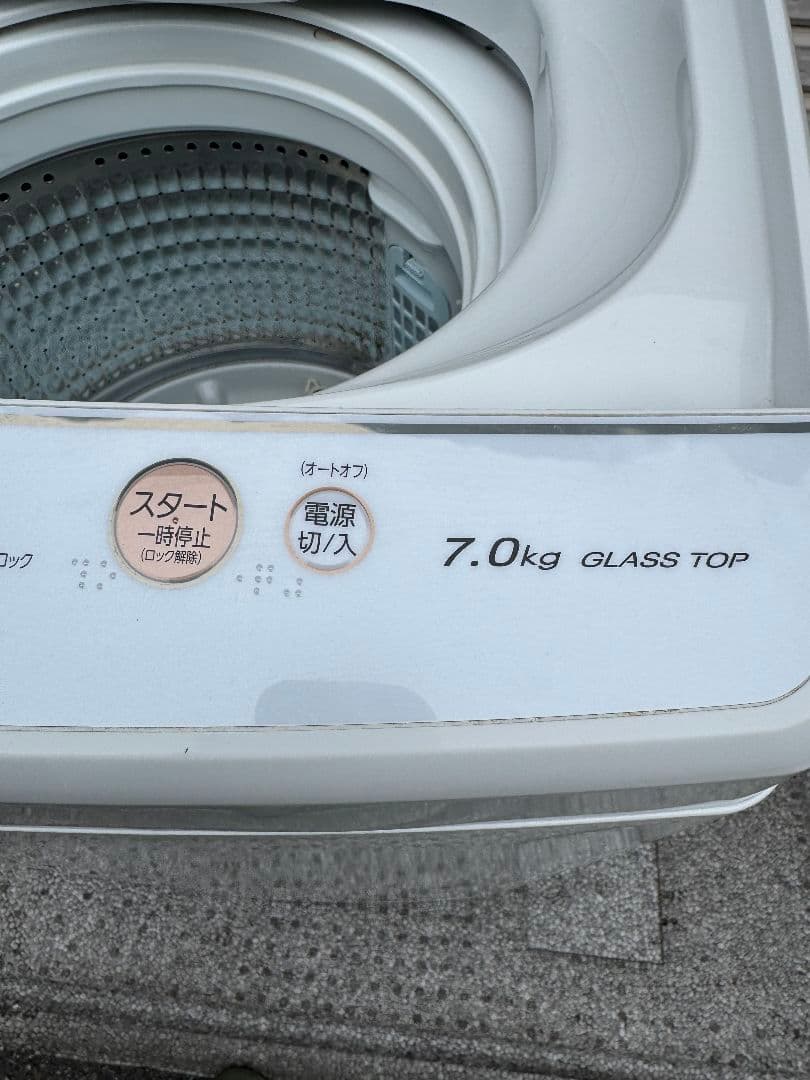 (オートオフ)
スタート
一時停止
(ロック解除)
電源
切/入
ロック
7.0kg GLASS TOP